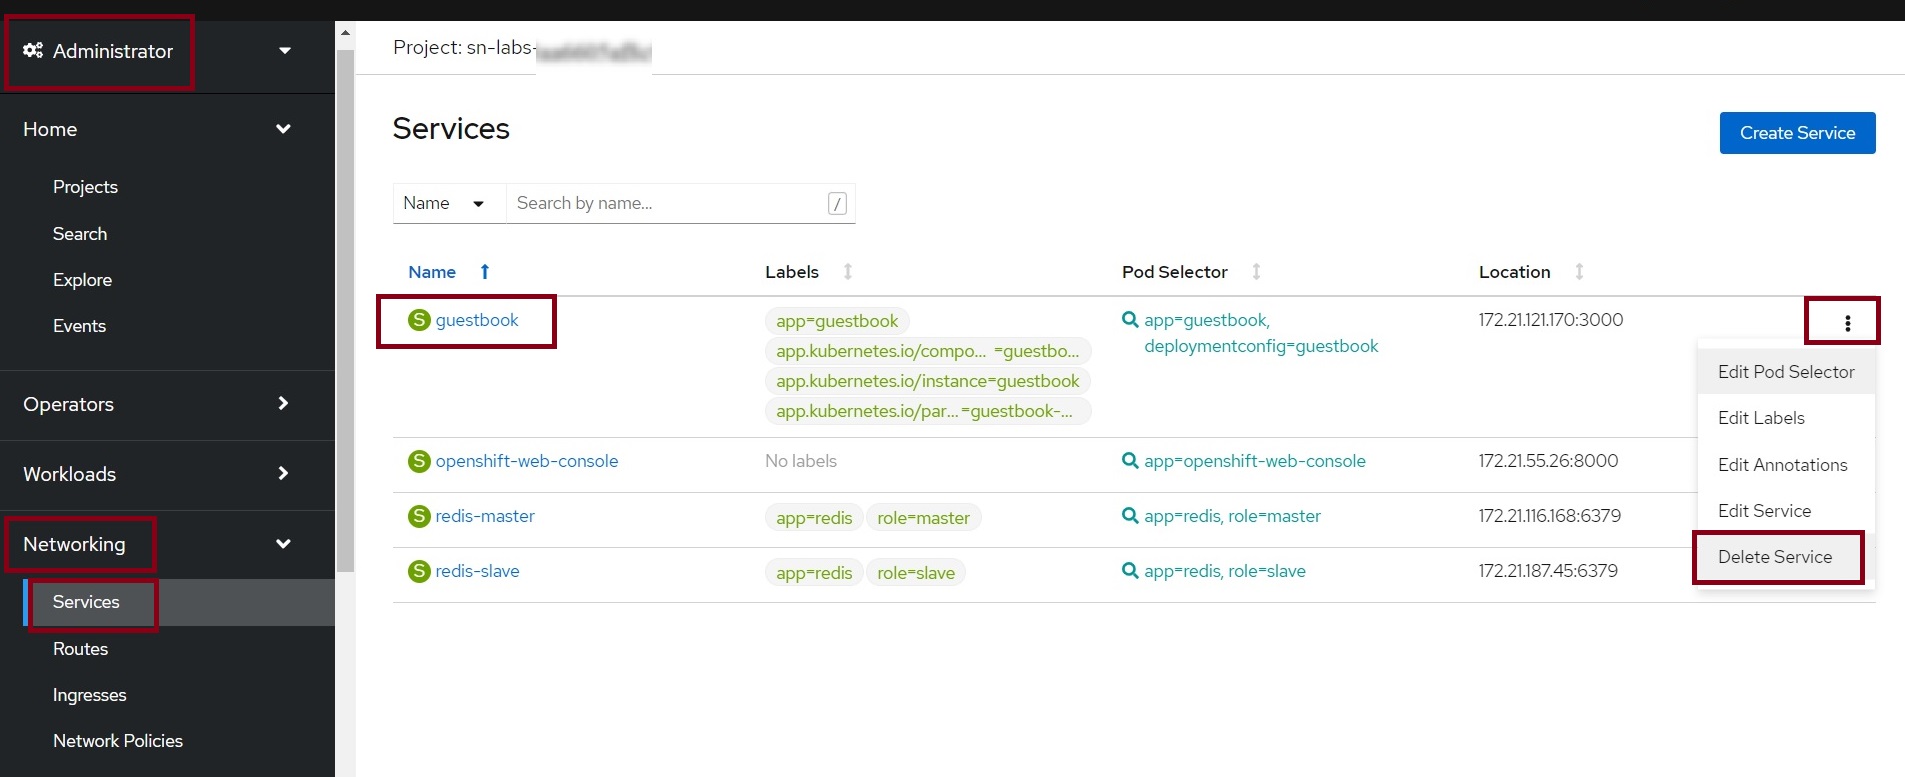 Administrator
Home
Projects
Search
Explore
Events
Operators
Workloads
Networking
Services
Routes
Ingresses
Network Policies
Project: sn-labs-
Services
Create Service
Name
Search by name...
/
Name Labels Pod Selector Location
S guestbook
app=guestbook
app.kubernetes.io/compo... =guestbo...
app.kubernetes.io/instance=guestbook
app.kubernetes.io/par...=guestbook-...
app=guestbook,
deploymentconfig=guestbook
172.21.121.170:3000
S openshift-web-console No labels app=openshift-web-console 172.21.55.26:8000
S redis-master app=redis role=master app=redis, role=master 172.21.116.168:6379
S redis-slave app=redis role=slave app=redis, role=slave 172.21.187.45:6379
Edit Pod Selector
Edit Labels
Edit Annotations
Edit Service
Delete Service